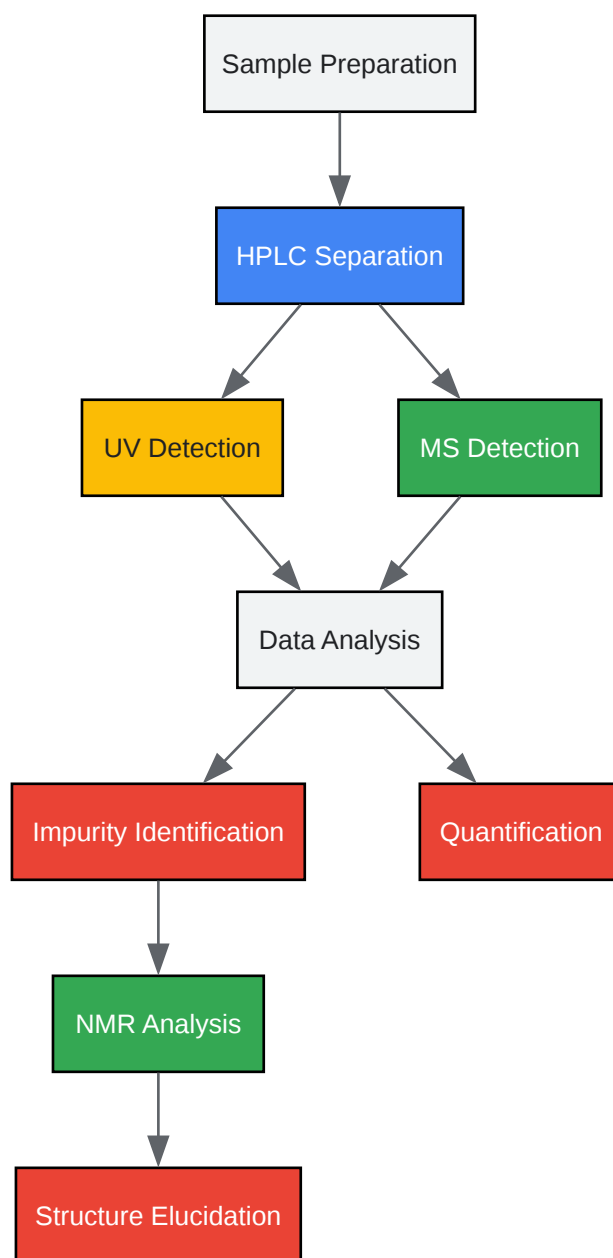 Sample Preparation
HPLC Separation
UV Detection
MS Detection
Data Analysis
Impurity Identification
Quantification
NMR Analysis
Structure Elucidation